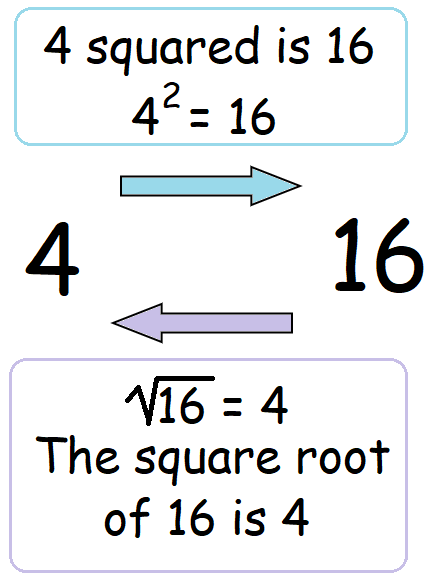 4 squared is 16
4² = 16
4 16
√16 = 4
The square root
of 16 is 4